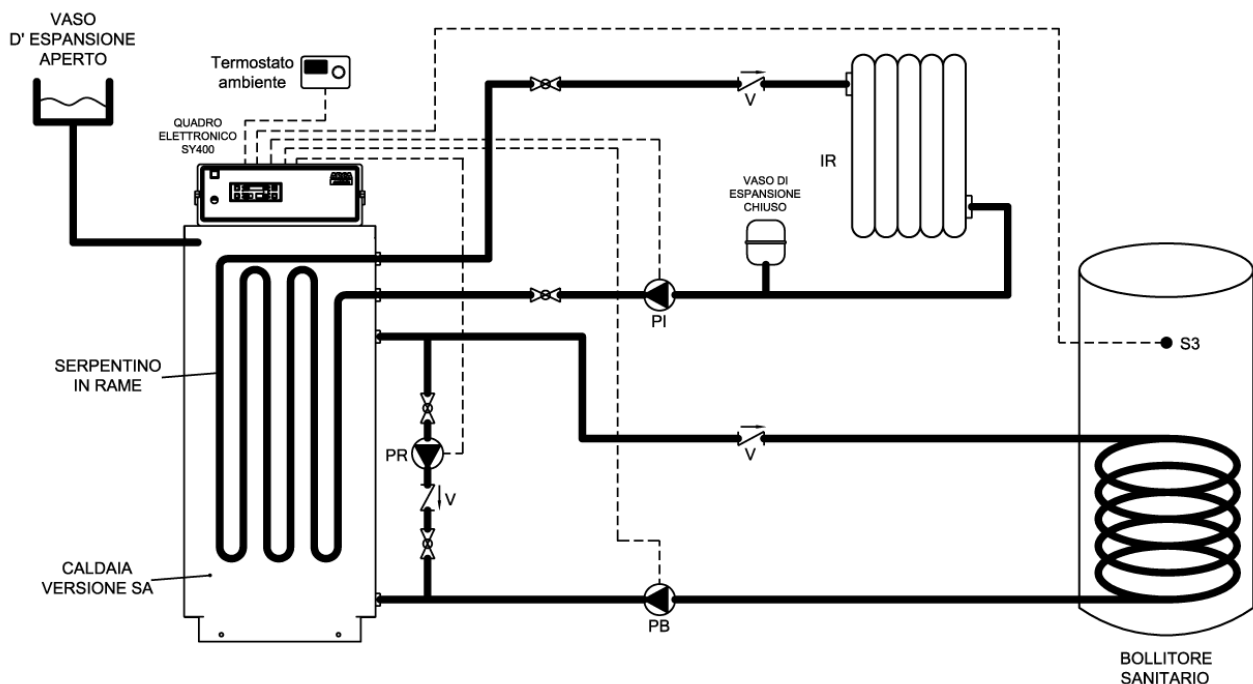 VASO
D' ESPANSIONE
APERTO
Termostato
ambiente
QUADRO
ELETTRONICO
SY400
V
IR
VASO DI
ESPANSIONE
CHIUSO
PI
S3
SERPENTINO
IN RAME
PR
V
V
CALDAIA
VERSIONE SA
PB
BOLLITORE
SANITARIO